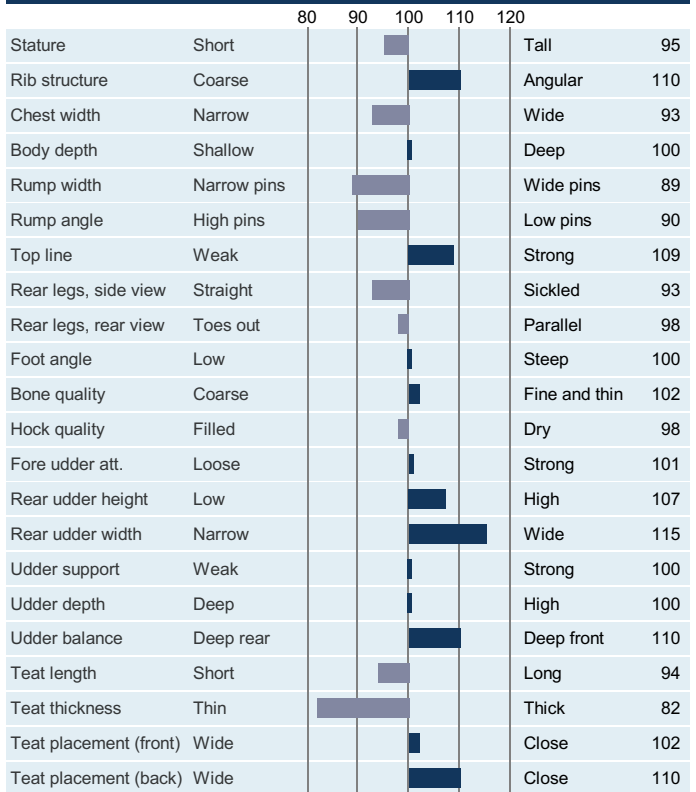 80 90 100 110 120
Stature Short Tall 95
Rib structure Coarse Angular 110
Chest width Narrow Wide 93
Body depth Shallow Deep 100
Rump width Narrow pins Wide pins 89
Rump angle High pins Low pins 90
Top line Weak Strong 109
Rear legs, side view Straight Sickled 93
Rear legs, rear view Toes out Parallel 98
Foot angle Low Steep 100
Bone quality Coarse Fine and thin 102
Hock quality Filled Dry 98
Fore udder att. Loose Strong 101
Rear udder height Low High 107
Rear udder width Narrow Wide 115
Udder support Weak Strong 100
Udder depth Deep High 100
Udder balance Deep rear Deep front 110
Teat length Short Long 94
Teat thickness Thin Thick 82
Teat placement (front) Wide Close 102
Teat placement (back) Wide Close 110